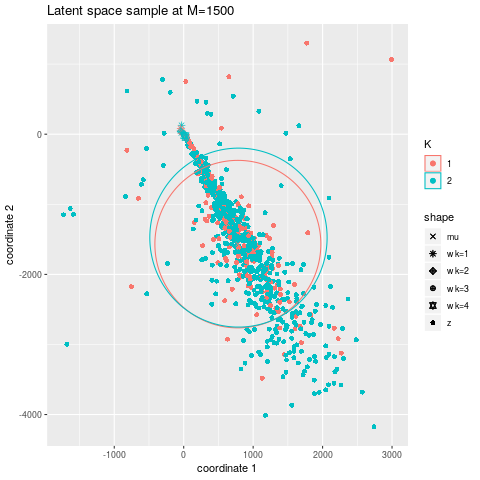 Latent space sample at M=1500
0
-2000
-4000
coordinate 2
-1000
0
1000
2000
3000
coordinate 1
K
1
2
shape
mu
w k=1
w k=2
w k=3
w k=4
z